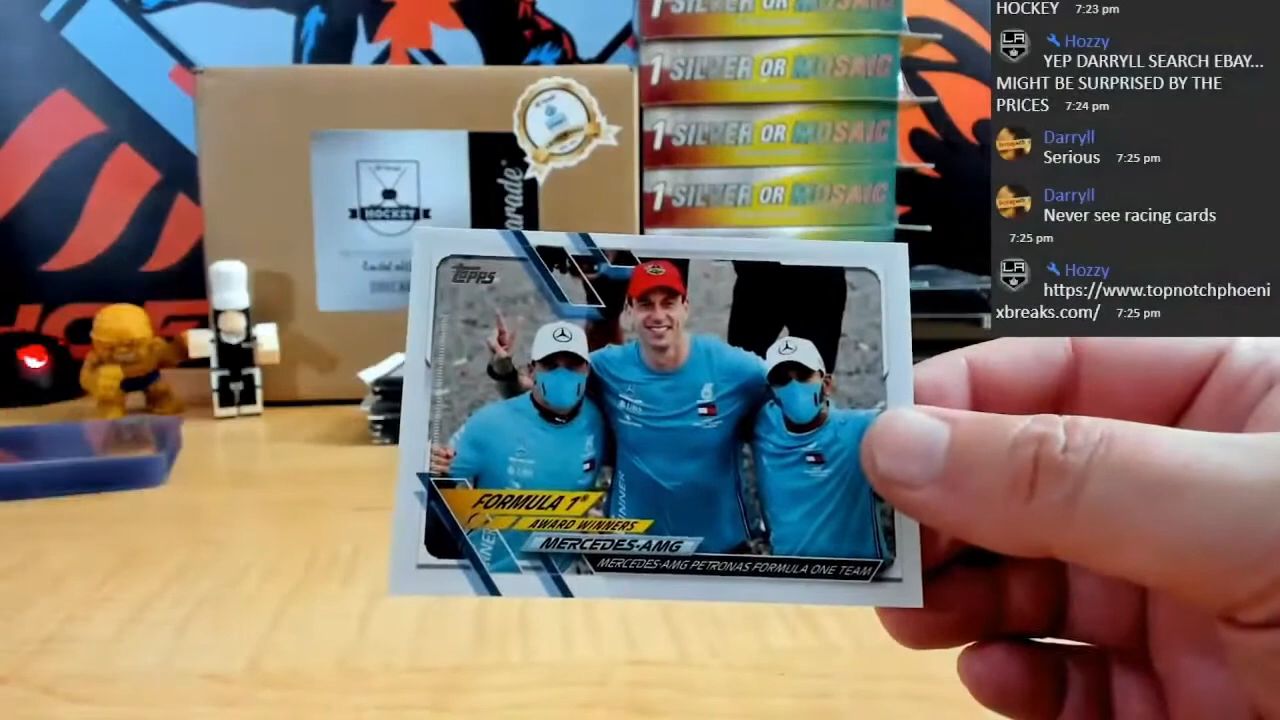 HOCKEY 7:23 pm
Hozzy
YEP DARRYLL SEARCH EBAY...
MIGHT BE SURPRISED BY THE
PRICES 7:24 pm
Darryll
Serious 7:25 pm
Darryll
Never see racing cards
7:25 pm
Hozzy
https://www.topnotchphoeni
xbreaks.com/ 7:25 pm
LA
LA
1-SILVER OR MOSAIC
1-SILVER OR MOSAIC
1-SILVER OR MOSAIC
1-SILVER OR MOSAIC
HOCKEY
arade
TOPPS
FORMULA 1®
AWARD WINNERS
MERCEDES-AMG
MERCEDES-AMG PETRONAS FORMULA ONE TEAM